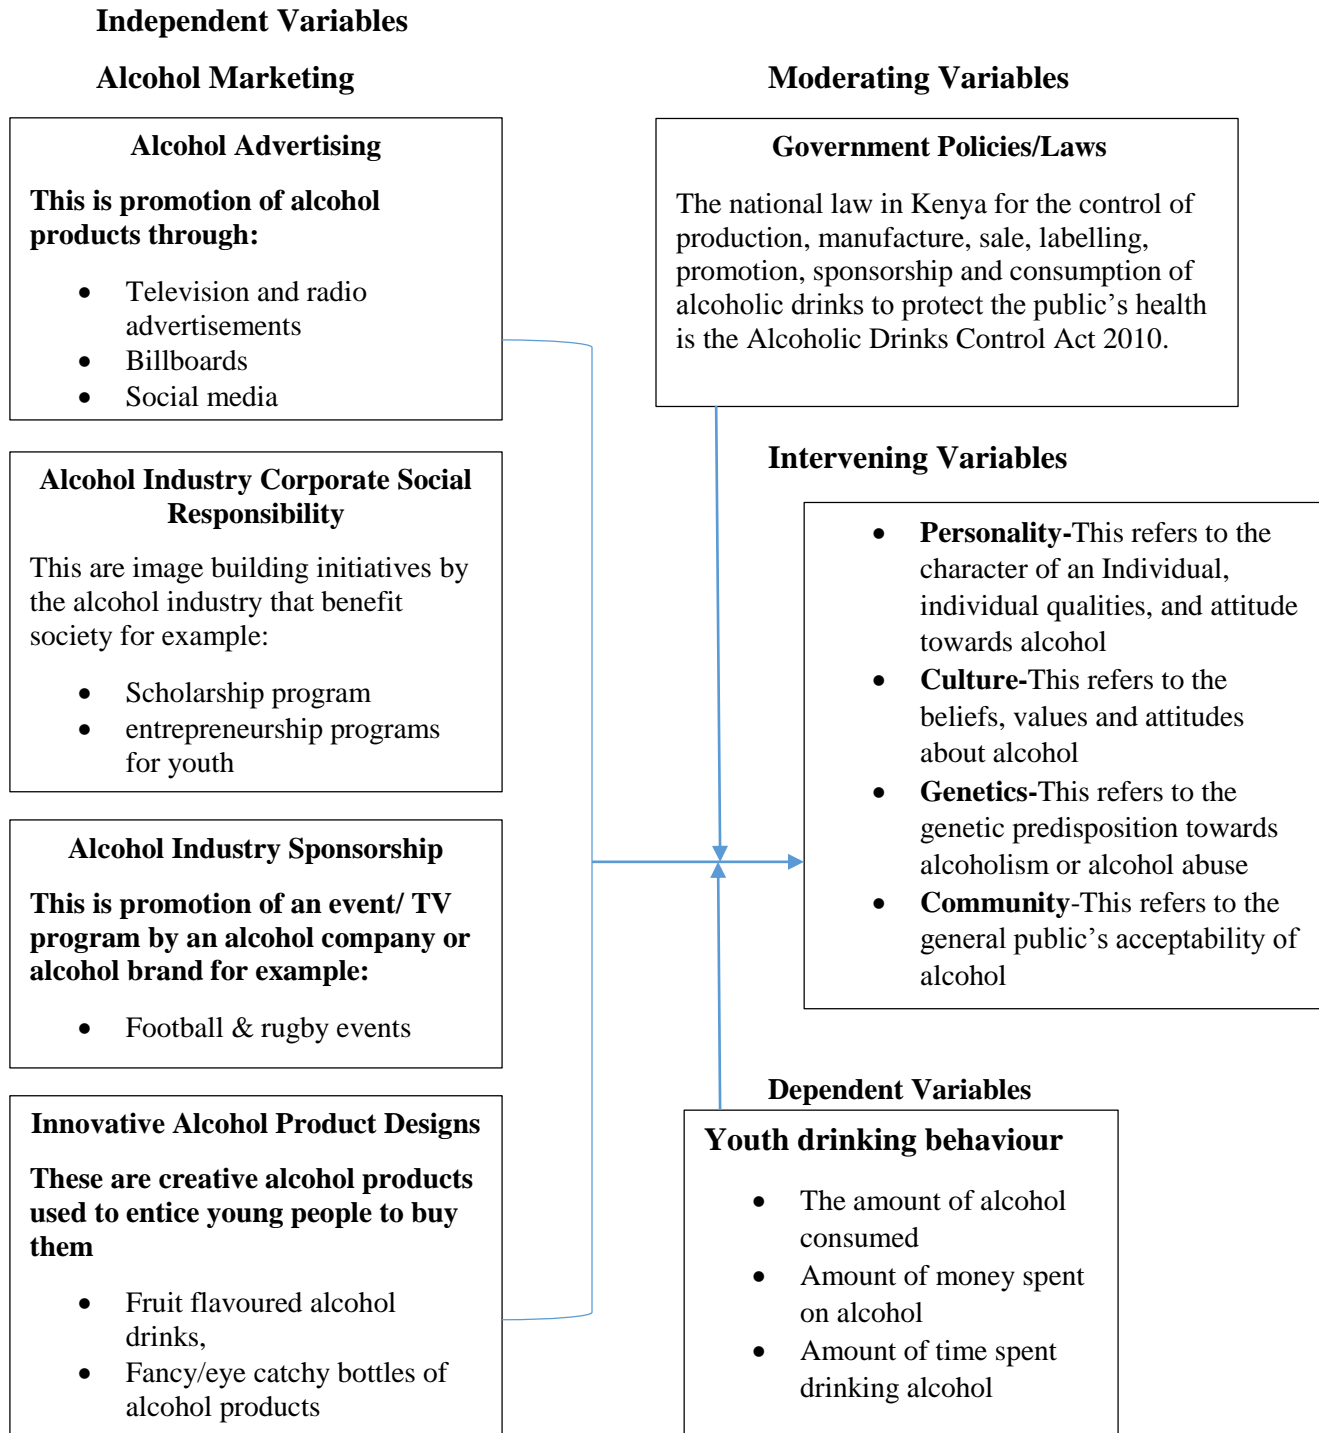 Independent Variables
Alcohol Marketing
Alcohol Advertising
This is promotion of alcohol
products through:
• Television and radio
advertisements
• Billboards
• Social media
Alcohol Industry Corporate Social
Responsibility
This are image building initiatives by
the alcohol industry that benefit
society for example:
• Scholarship program
• entrepreneurship programs
for youth
Alcohol Industry Sponsorship
This is promotion of an event/ TV
program by an alcohol company or
alcohol brand for example:
• Football & rugby events
Innovative Alcohol Product Designs
These are creative alcohol products
used to entice young people to buy
them
• Fruit flavoured alcohol
drinks,
• Fancy/eye catchy bottles of
alcohol products
Moderating Variables
Government Policies/Laws
The national law in Kenya for the control of
production, manufacture, sale, labelling,
promotion, sponsorship and consumption of
alcoholic drinks to protect the public’s health
is the Alcoholic Drinks Control Act 2010.
Intervening Variables
• Personality-This refers to the
character of an Individual,
individual qualities, and attitude
towards alcohol
• Culture-This refers to the
beliefs, values and attitudes
about alcohol
• Genetics-This refers to the
genetic predisposition towards
alcoholism or alcohol abuse
• Community-This refers to the
general public’s acceptability of
alcohol
Dependent Variables
Youth drinking behaviour
• The amount of alcohol
consumed
• Amount of money spent
on alcohol
• Amount of time spent
drinking alcohol